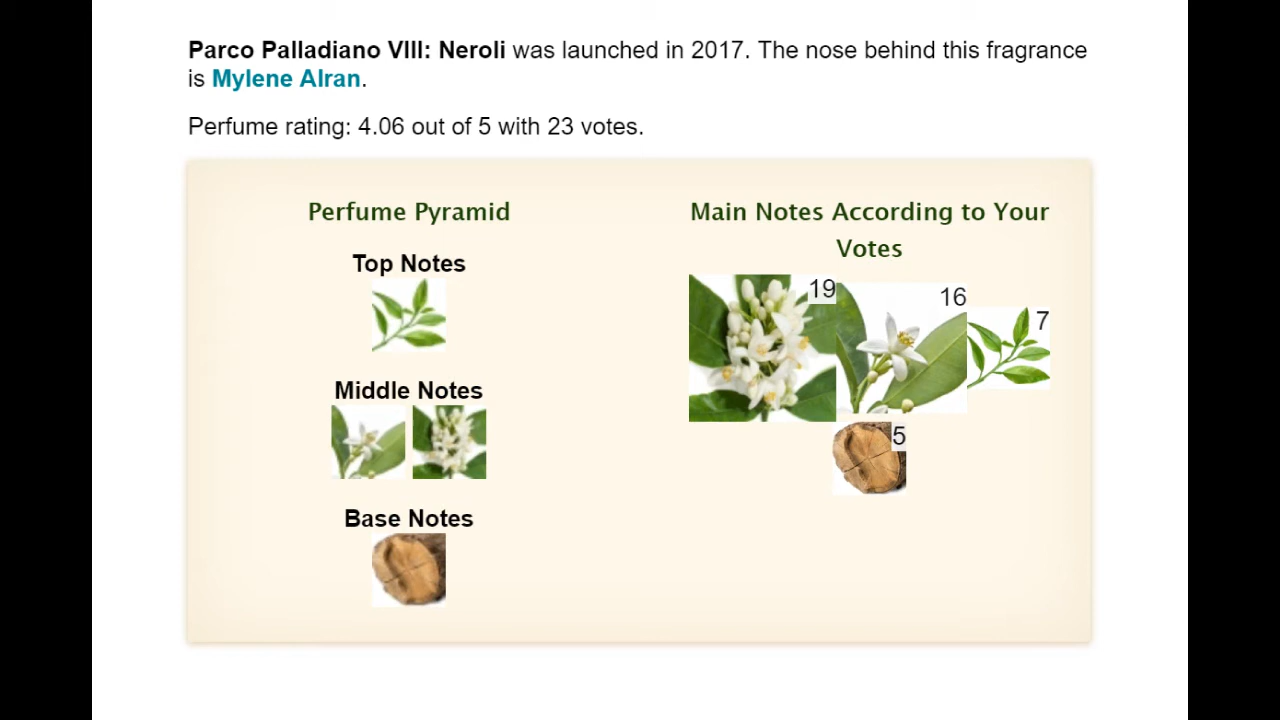 Parco Palladiano VIII: Neroli was launched in 2017. The nose behind this fragrance
is Mylene Alran.
Perfume rating: 4.06 out of 5 with 23 votes.
Perfume Pyramid
Top Notes
Middle Notes
Base Notes
Main Notes According to Your
Votes
19
16
7
5